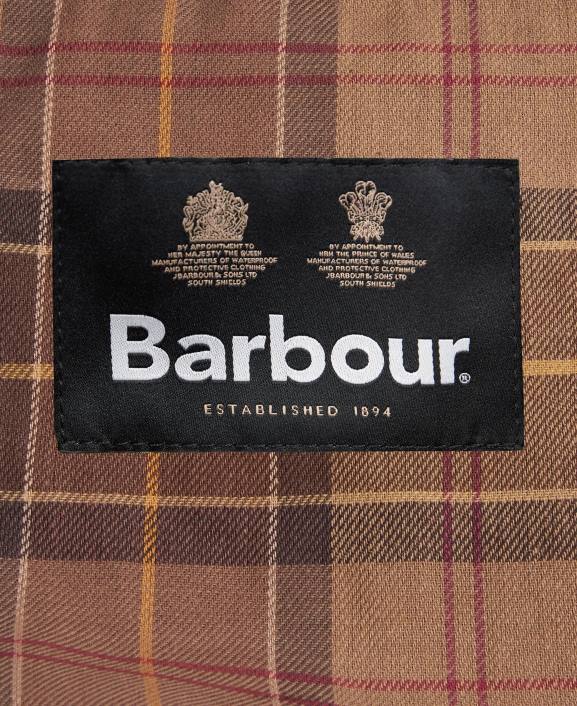 BY APPOINTMENT TO
HER MAJESTY THE QUEEN
MANUFACTURERS OF WATERPROOF
AND PROTECTIVE CLOTHING
JBARBOUR & SONS LTD
SOUTH SHIELDS
BY APPOINTMENT TO
HRH THE PRINCE OF WALES
MANUFACTURERS OF WATERPROOF
AND PROTECTIVE CLOTHING
JBARBOUR & SONS LTD
SOUTH SHIELDS
Barbour®
ESTABLISHED 1894